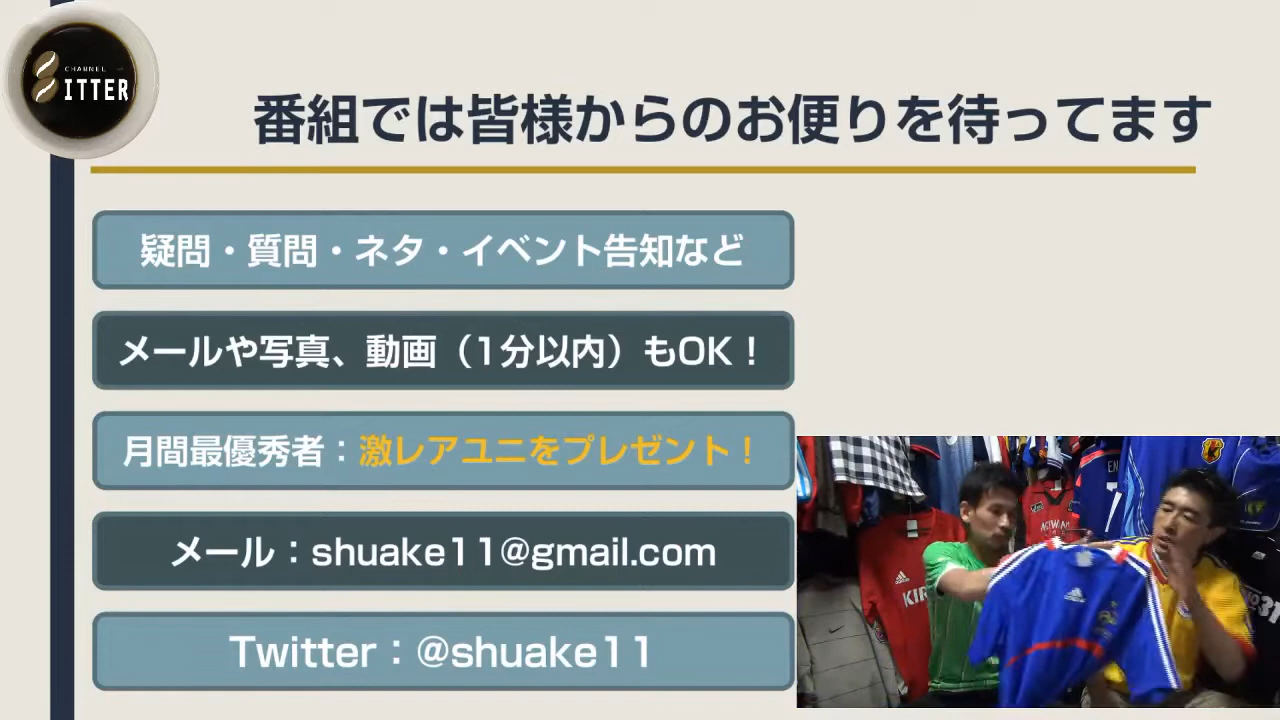 CHANNEL
BITTER
番組では皆様からのお便りを待ってます
疑問・質問・ネタ・イベント告知など
メールや写真、動画（1分以内）もOK！
月間最優秀者：激レアユニをプレゼント！
メール：shuake11@gmail.com
Twitter：@shuake11
KIR
adidas